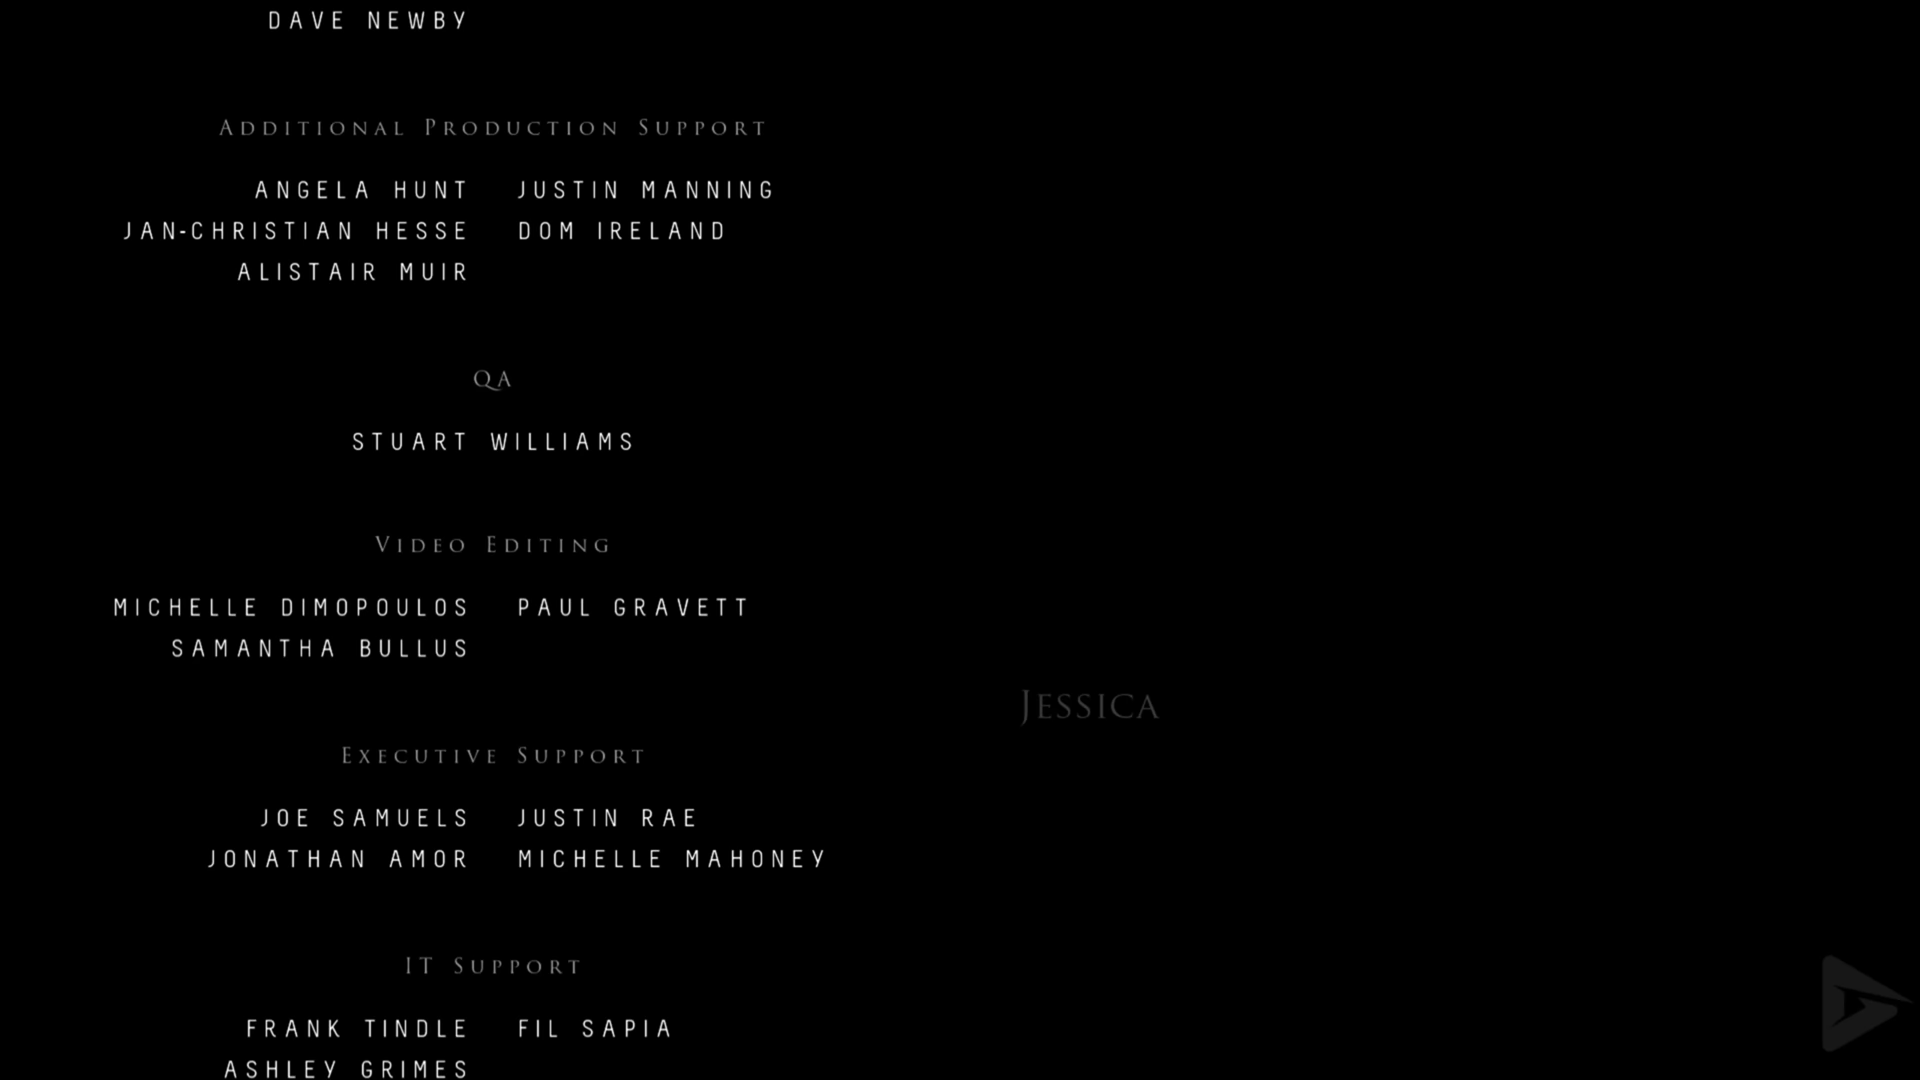 DAVE NEWBY
ADDITIONAL PRODUCTION SUPPORT
ANGELA HUNT JUSTIN MANNING
JAN-CHRISTIAN HESSE DOM IRELAND
ALISTAIR MUIR
QA
STUART WILLIAMS
VIDEO EDITING
MICHELLE DIMOPOULOS PAUL GRAVETT
SAMANTHA BULLUS
JESSICA
EXECUTIVE SUPPORT
JOE SAMUELS JUSTIN RAE
JONATHAN AMOR MICHELLE MAHONEY
IT SUPPORT
FRANK TINDLE FIL SAPIA
ASHLEY GRIMES